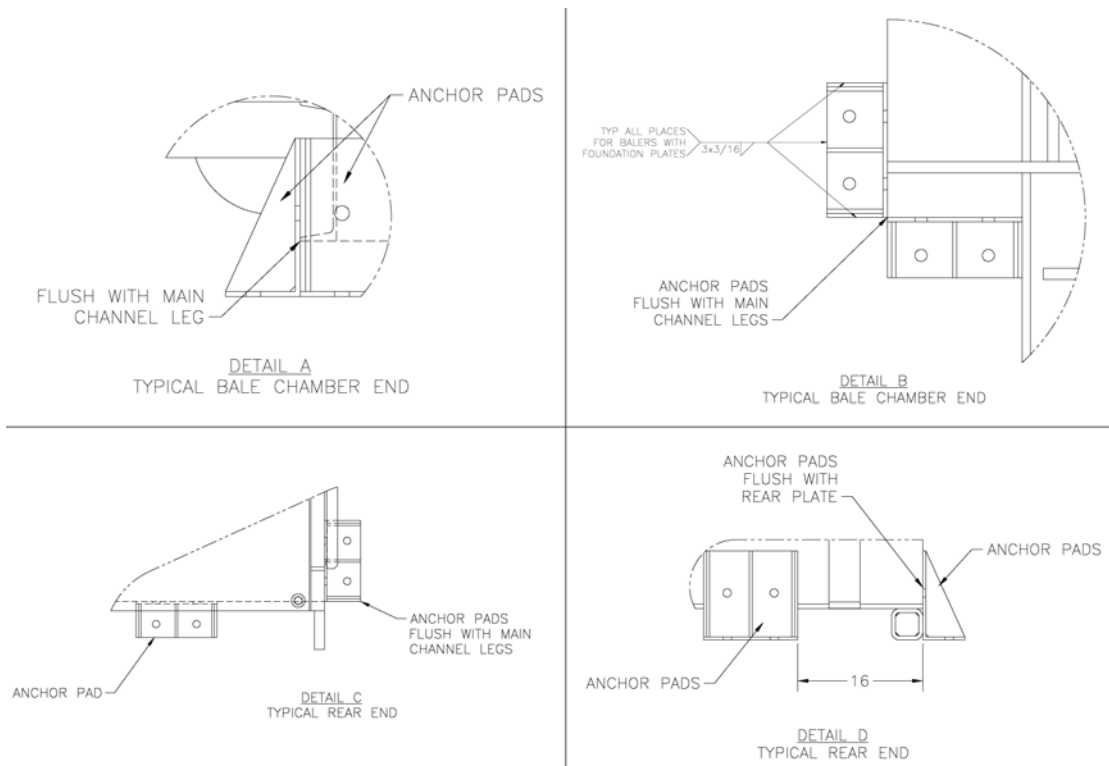 ANCHOR PADS
FLUSH WITH MAIN
CHANNEL LEG
DETAIL A
TYPICAL BALE CHAMBER END
TYP ALL PLACES
FOR BALERS WITH
FOUNDATION PLATES
3x3/16
ANCHOR PADS
FLUSH WITH MAIN
CHANNEL LEGS
DETAIL B
TYPICAL BALE CHAMBER END
ANCHOR PADS
FLUSH WITH MAIN
CHANNEL LEGS
ANCHOR PAD
DETAIL C
TYPICAL REAR END
ANCHOR PADS
FLUSH WITH
REAR PLATE
ANCHOR PADS
ANCHOR PADS
16
DETAIL D
TYPICAL REAR END